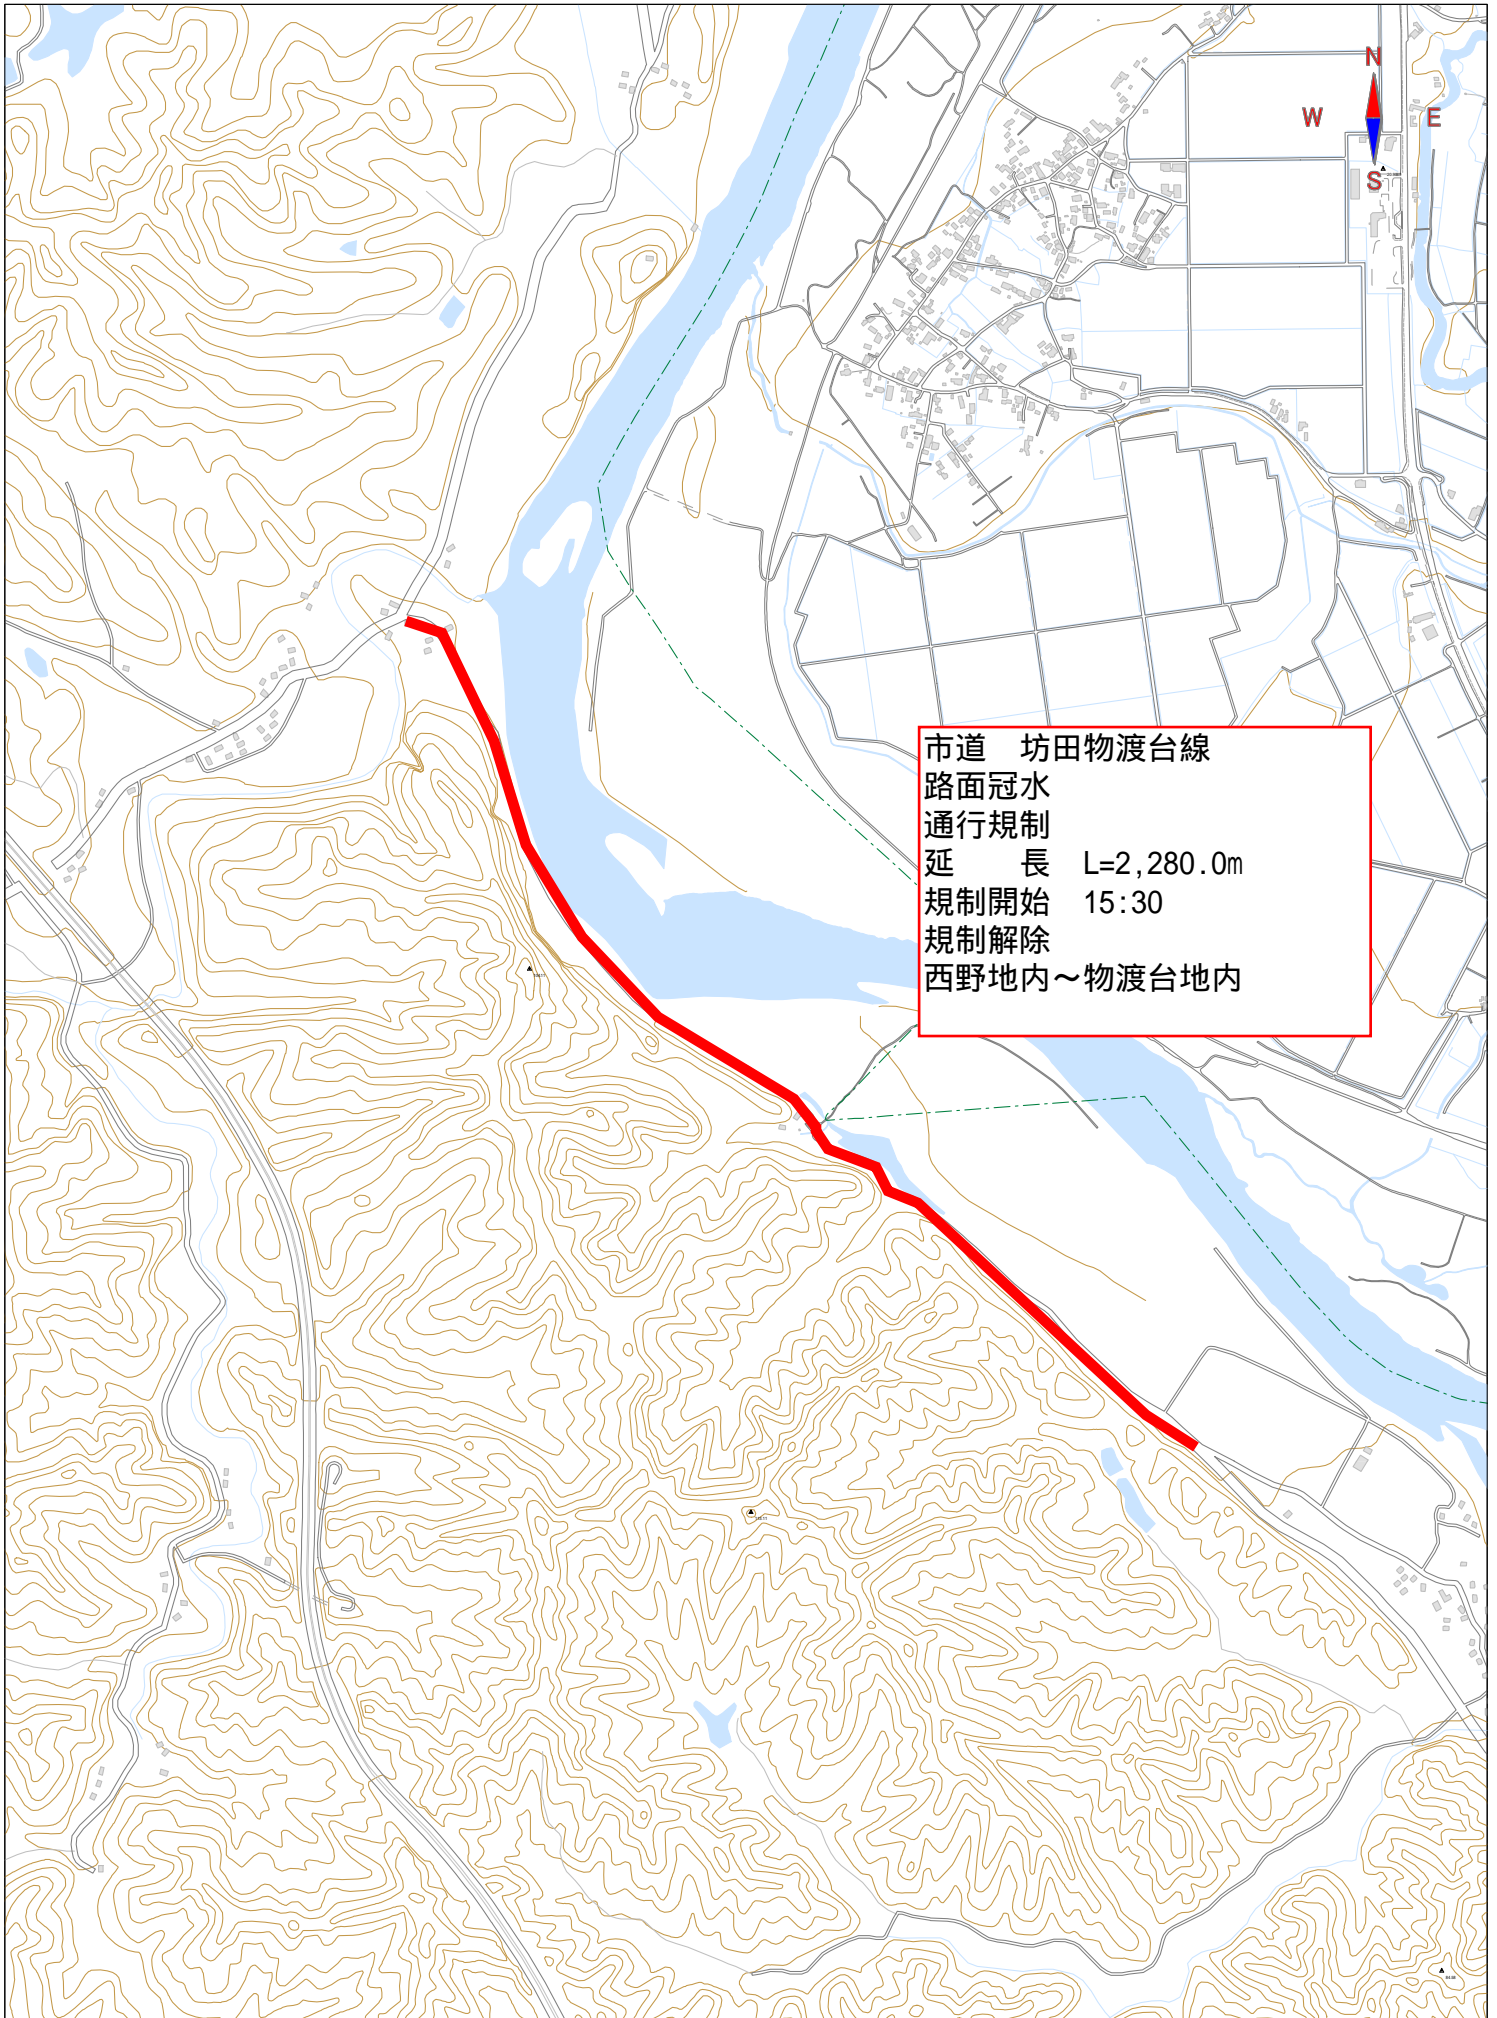 N
W
E
S
市道　坊田物渡台線
路面冠水
通行規制
延　　長　L=2,280.0m
規制開始　15:30
規制解除
西野地内～物渡台地内